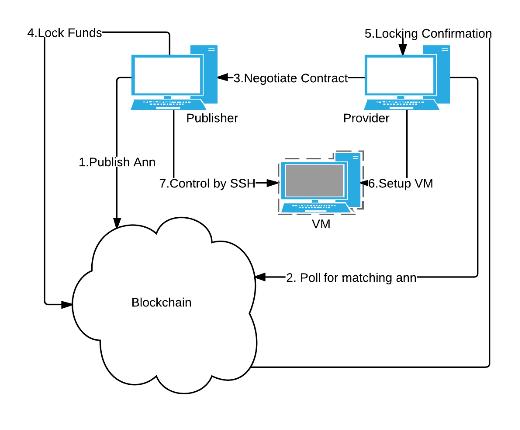 4.Lock Funds
5.Locking Confirmation
3.Negotiate Contract
Publisher
Provider
1.Publish Ann
7.Control by SSH
6.Setup VM
VM
2. Poll for matching ann
Blockchain